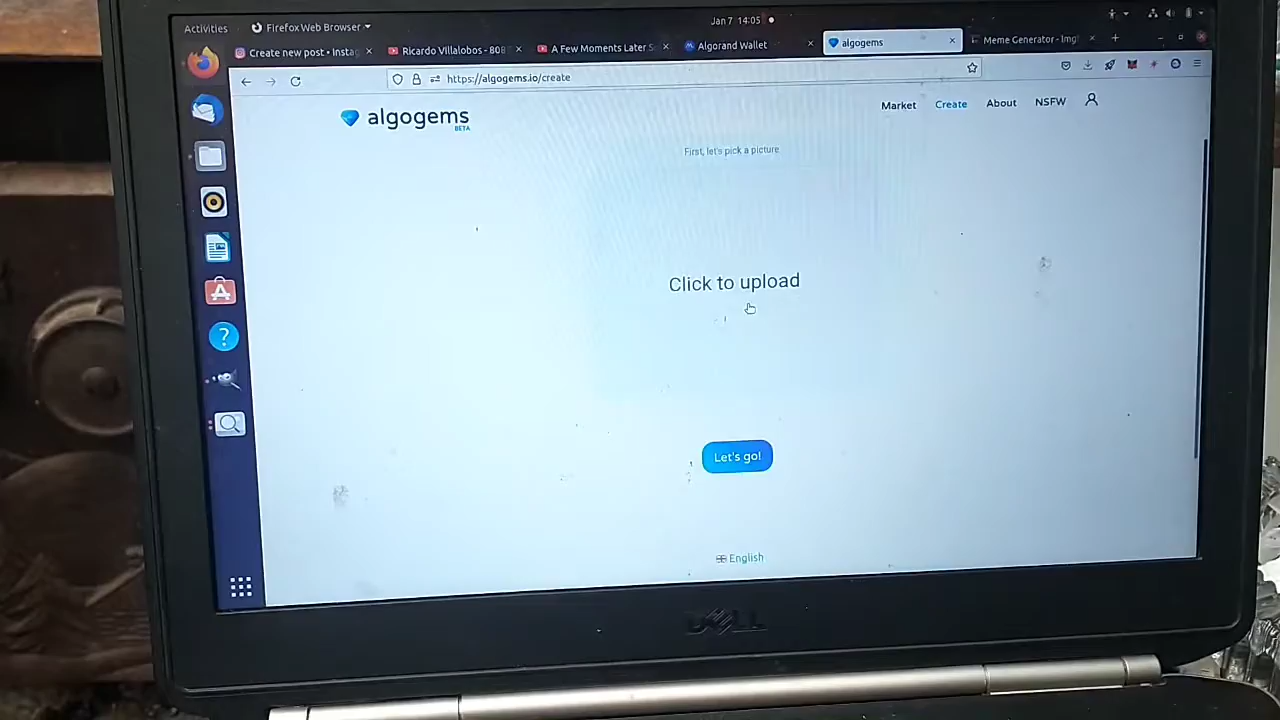 Activities
Firefox Web Browser
Jan 7 14:05
Create new post • Instag
Ricardo Villalobos - 808
A Few Moments Later S
Algorand Wallet
algogems
Meme Generator - Imgf
https://algogems.io/create
algogems
BETA
Market
Create
About
NSFW
First, let's pick a picture
Click to upload
Let's go!
English
DELL